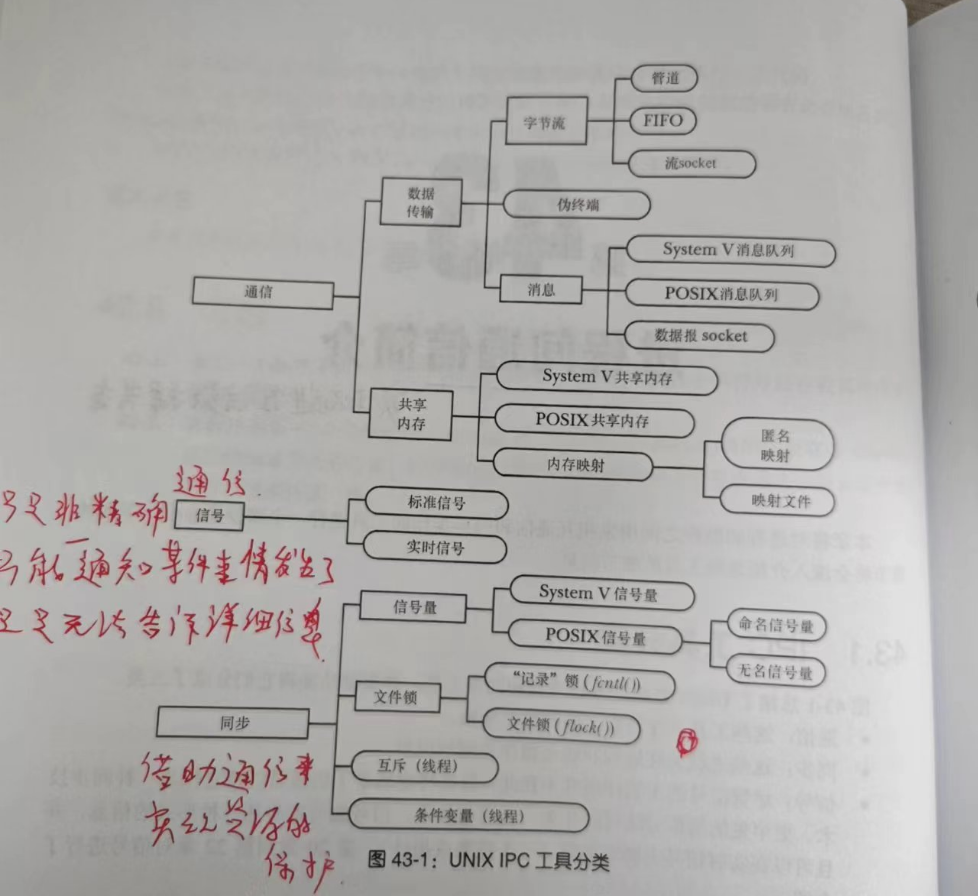 管道
字节流
FIFO
流socket
数据
传输
伪终端
System V消息队列
通信
消息
POSIX消息队列
数据报 socket
System V共享内存
共享
内存
POSIX共享内存
匿名
映射
内存映射
映射文件
通信
号是非精确
信号
标准信号
实时信号
能通知某件事情发生了
是无法告诉详细信息
信号量
System V信号量
POSIX信号量
命名信号量
无名信号量
文件锁
“记录”锁(fcntl())
文件锁(flock())
同步
互斥（线程）
条件变量（线程）
借助通信来
实现资源的
保护
图 43-1：UNIX IPC 工具分类